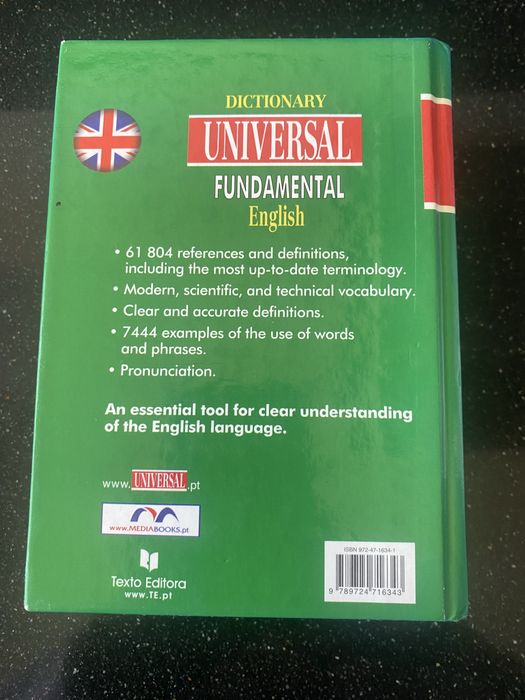 DICTIONARY
UNIVERSAL
FUNDAMENTAL
English
• 61 804 references and definitions,
including the most up-to-date terminology.
• Modern, scientific, and technical vocabulary.
• Clear and accurate definitions.
• 7444 examples of the use of words
and phrases.
• Pronunciation.
An essential tool for clear understanding
of the English language.
www.UNIVERSAL.pt
www.MEDIABOOKS.pt
Texto Editora
www.TE.pt
ISBN 972-47-1634-1
9 789724 716343